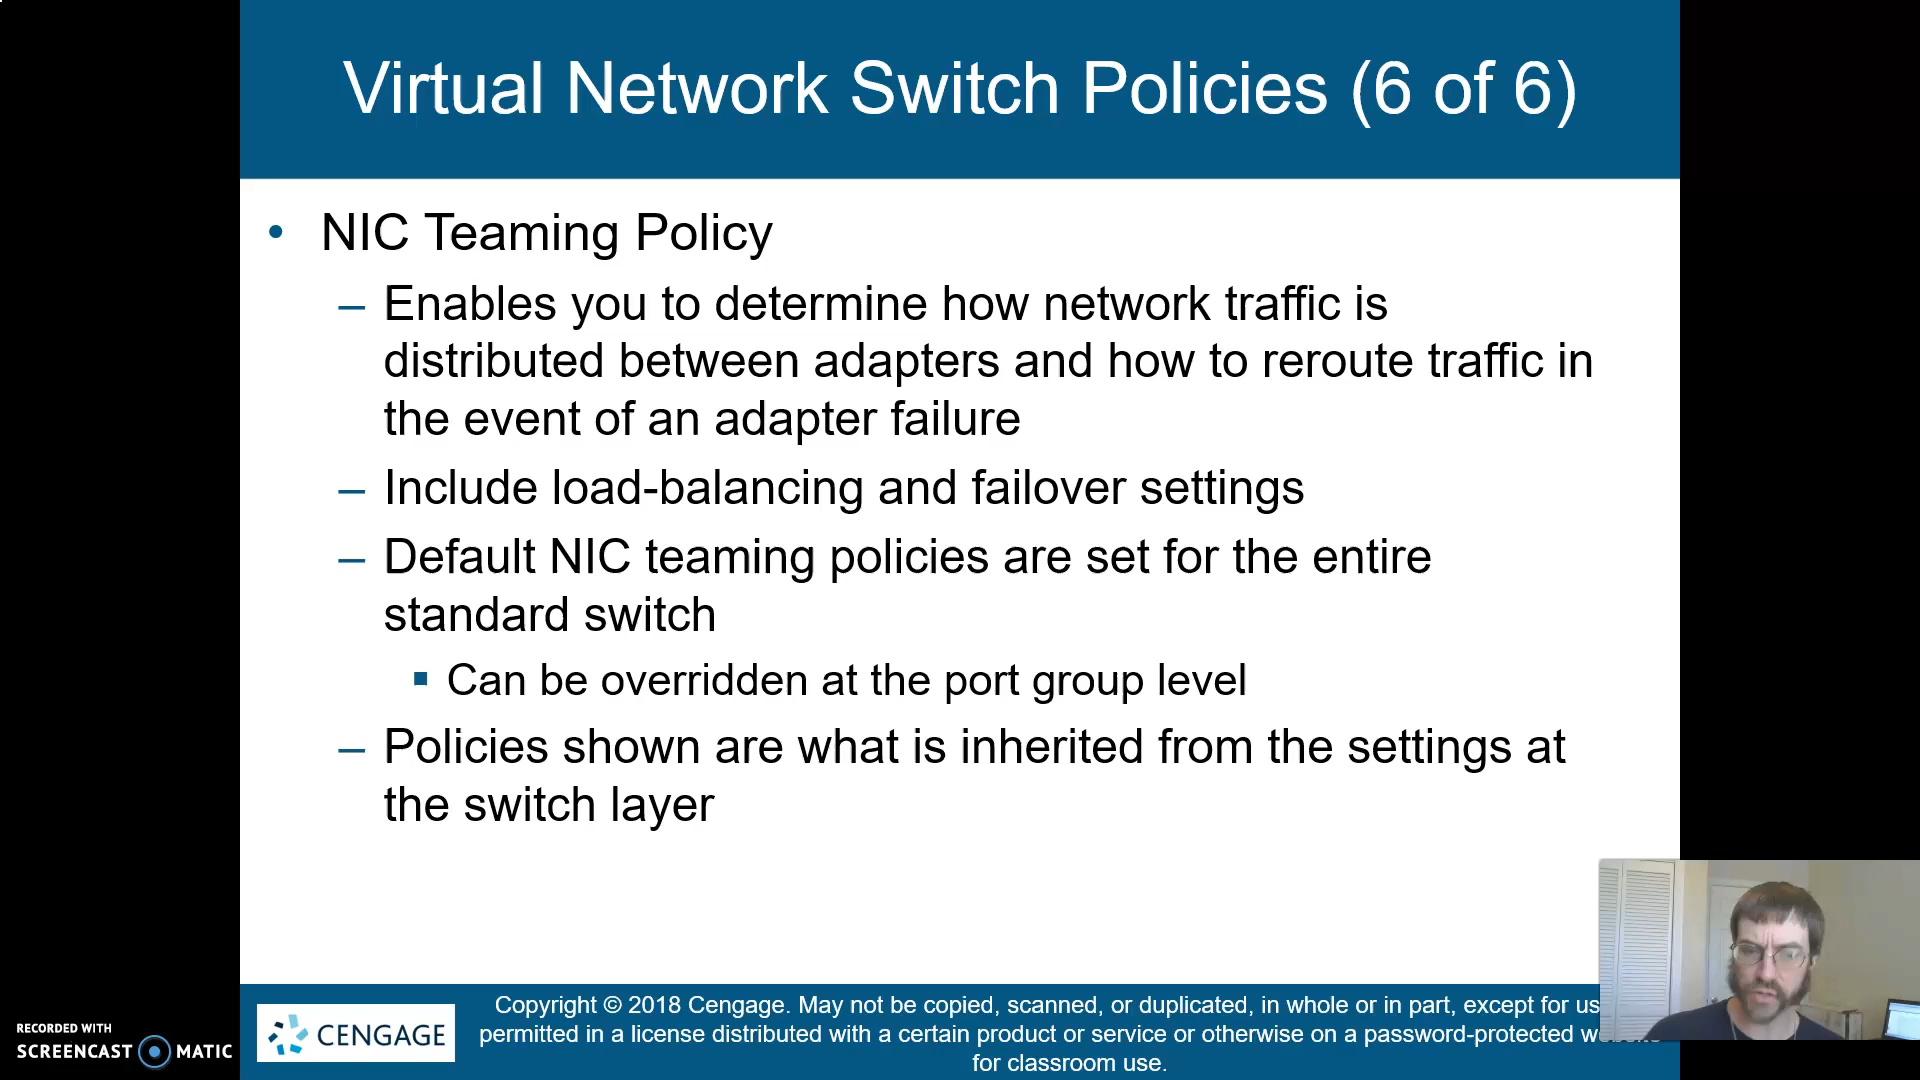 Virtual Network Switch Policies (6 of 6)
• NIC Teaming Policy
– Enables you to determine how network traffic is
distributed between adapters and how to reroute traffic in
the event of an adapter failure
– Include load-balancing and failover settings
– Default NIC teaming policies are set for the entire
standard switch
▪ Can be overridden at the port group level
– Policies shown are what is inherited from the settings at
the switch layer
CENGAGE
Copyright © 2018 Cengage. May not be copied, scanned, or duplicated, in whole or in part, except for
permitted in a license distributed with a certain product or service or otherwise on a password-protected
for classroom use.
RECORDED WITH
SCREENCAST MATIC